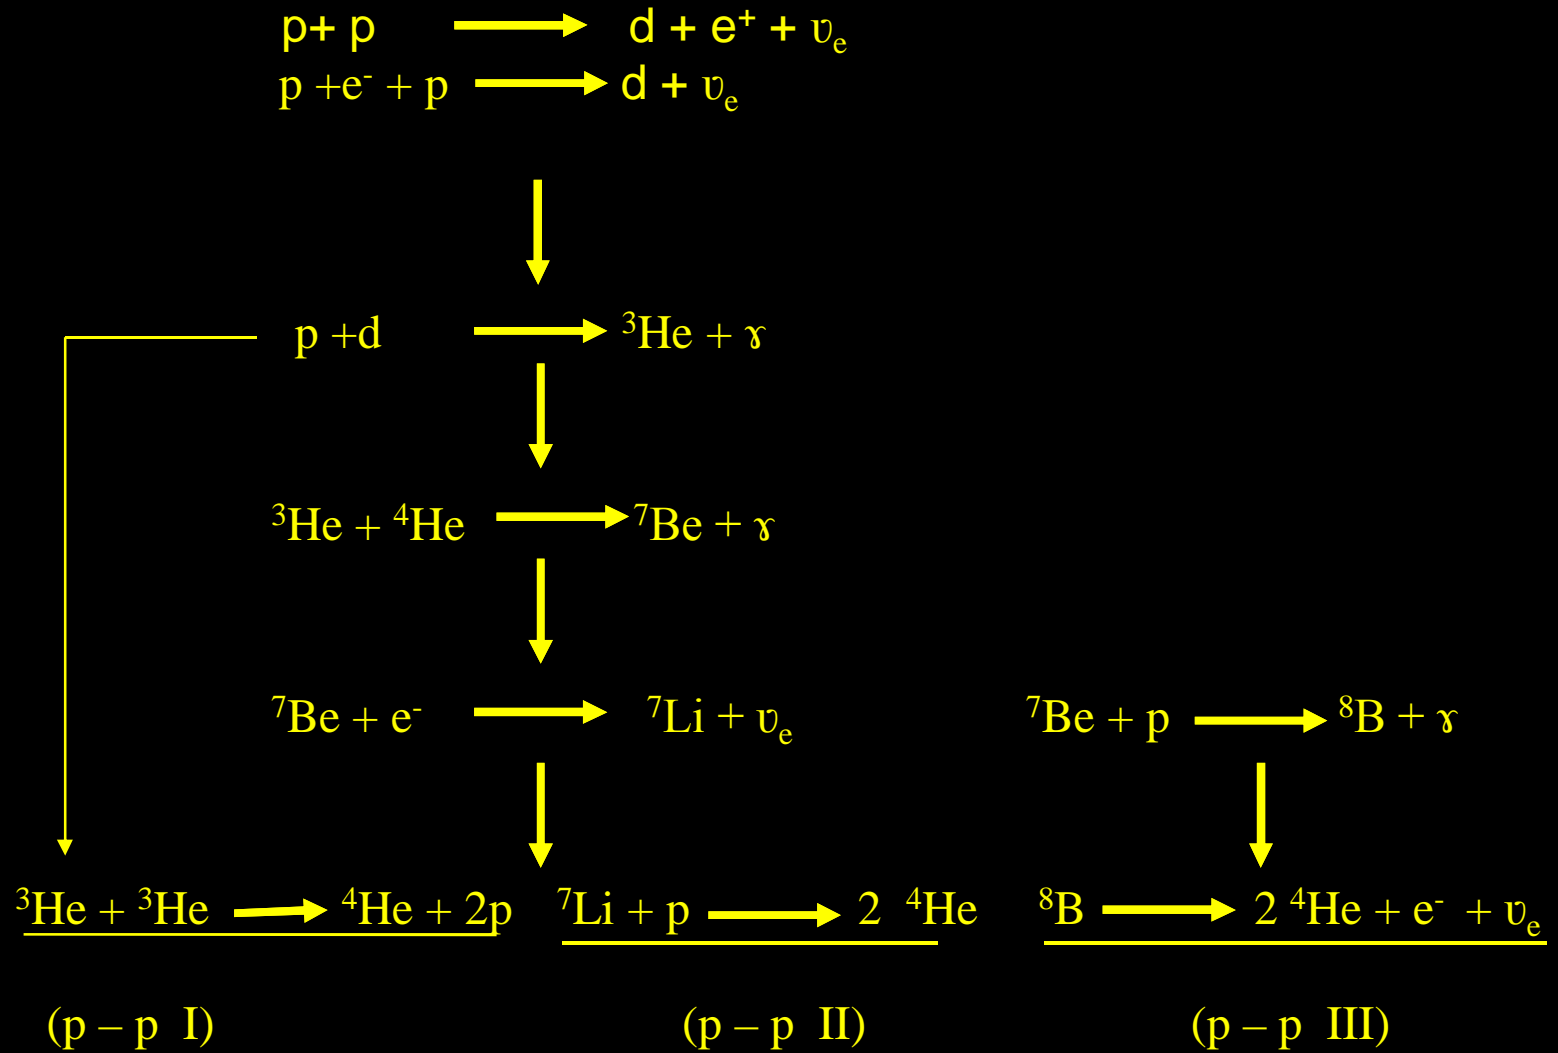 p+ p ⟶ d + e⁺ + υₑ
p +e⁻ + p ⟶ d + υₑ
p +d ⟶ ³He + ɤ
³He + ⁴He ⟶ ⁷Be + ɤ
⁷Be + e⁻ ⟶ ⁷Li + υₑ
⁷Be + p ⟶ ⁸B + ɤ
³He + ³He ⟶ ⁴He + 2p
⁷Li + p ⟶ 2 ⁴He
⁸B ⟶ 2 ⁴He + e⁻ + υₑ
(p – p I)
(p – p II)
(p – p III)